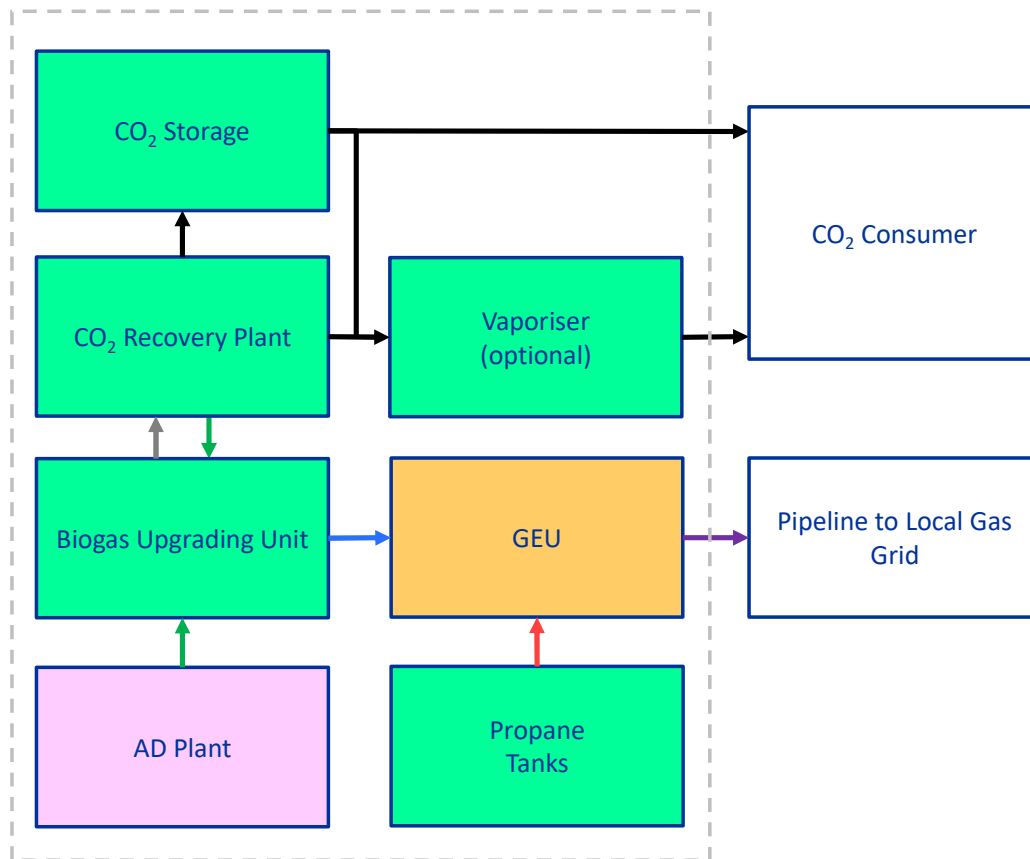 CO₂ Storage
CO₂ Consumer
CO₂ Recovery Plant
Vaporiser
(optional)
Biogas Upgrading Unit
GEU
Pipeline to Local Gas
Grid
AD Plant
Propane
Tanks